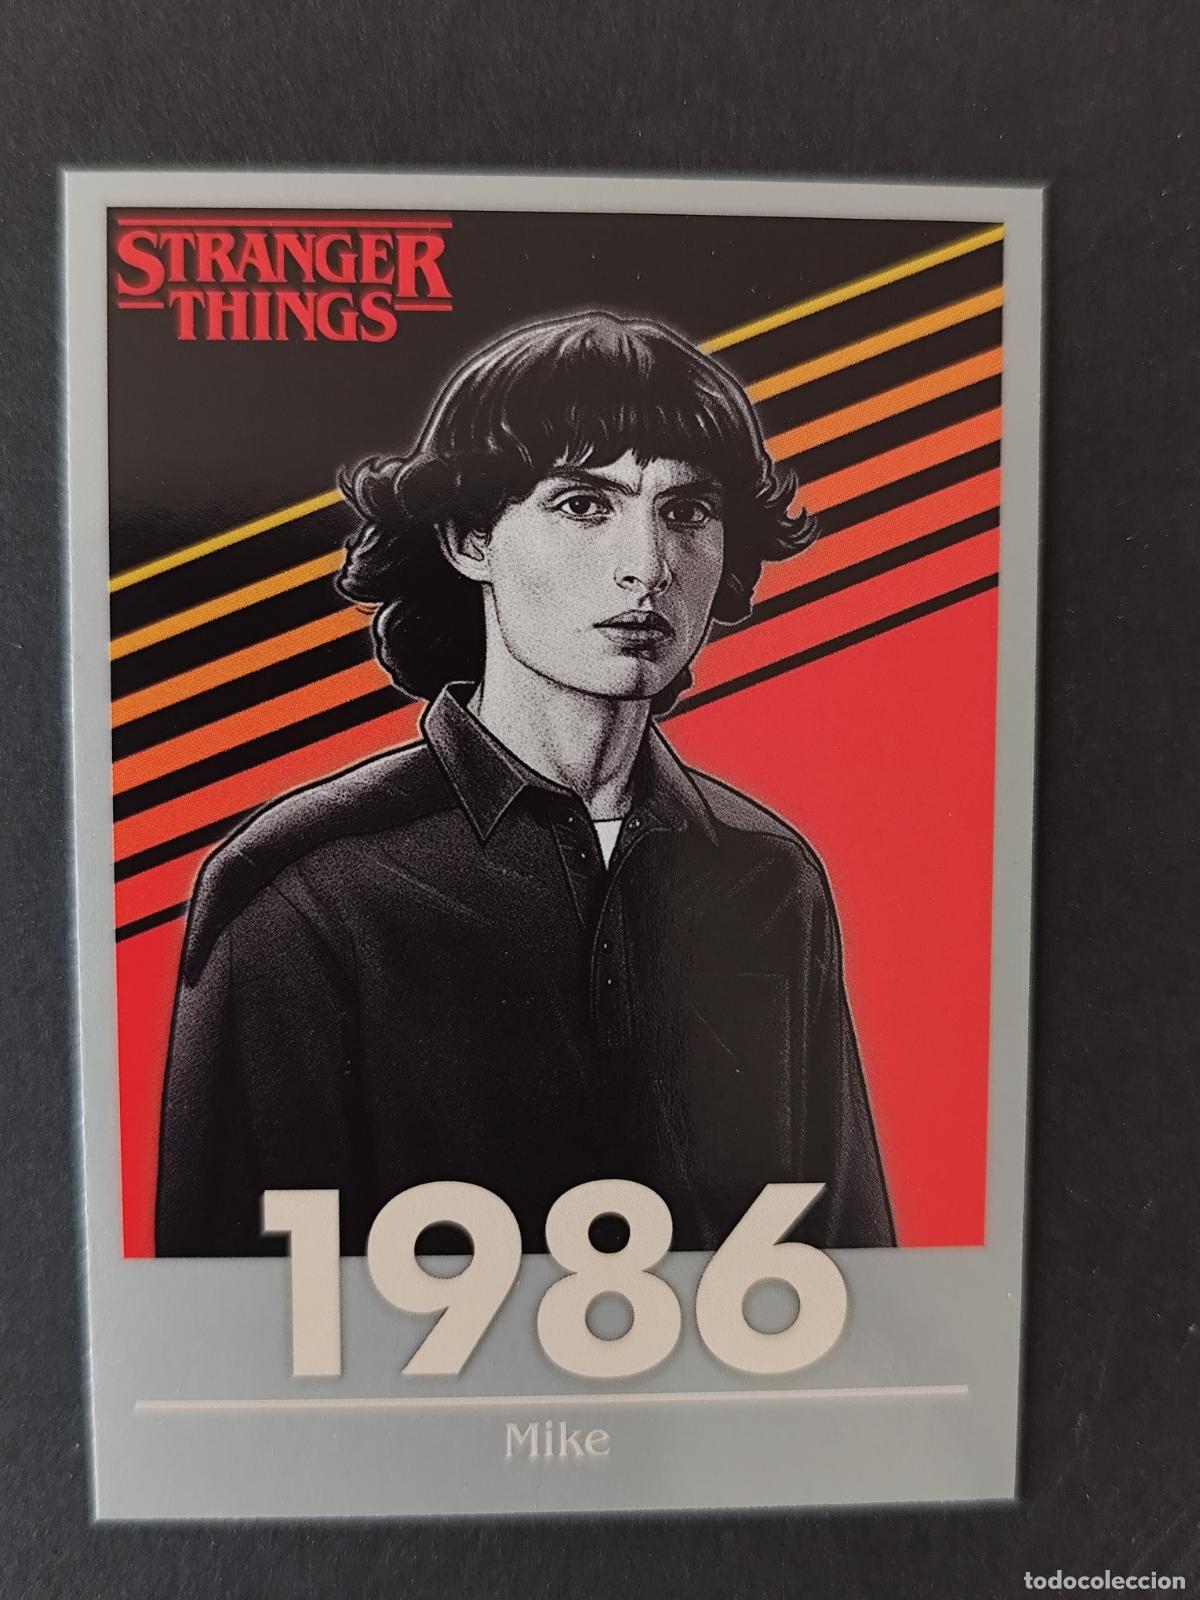 STRANGER
THINGS
1986
Mike
todocoleccion